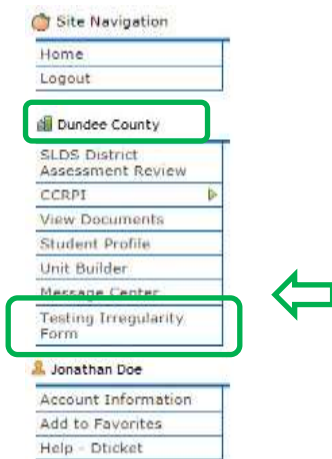 Site Navigation
Home
Logout
Dundee County
SLDS District
Assessment Review
CCRPI
View Documents
Student Profile
Unit Builder
Message Center
Testing Irregularity
Form
Jonathan Doe
Account Information
Add to Favorites
Help - Dticket